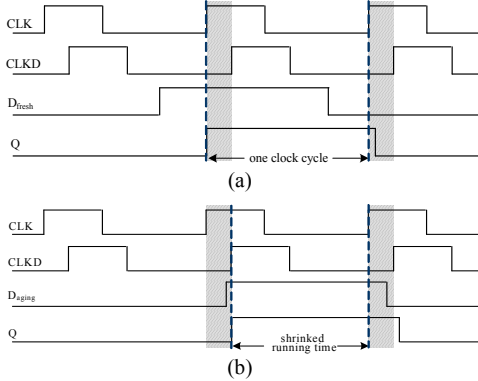 CLK
CLKD
Dfresh
Q
one clock cycle
(a)
CLK
CLKD
Daging
Q
shrinked
running time
(b)